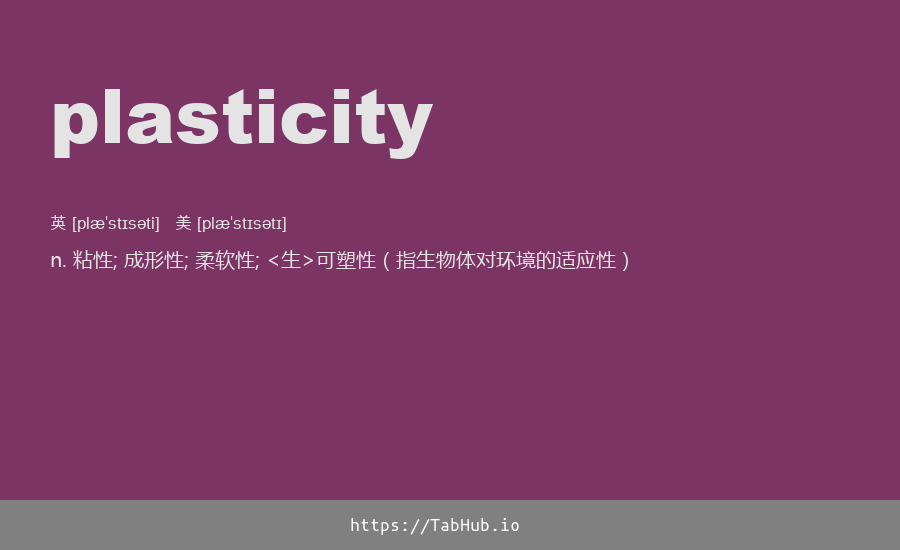 plasticity
英 [plæˈstɪsəti] 美 [plæˈstɪsətɪ]
n. 粘性; 成形性; 柔软性; <生>可塑性 ( 指生物体对环境的适应性 )
https://TabHub.io